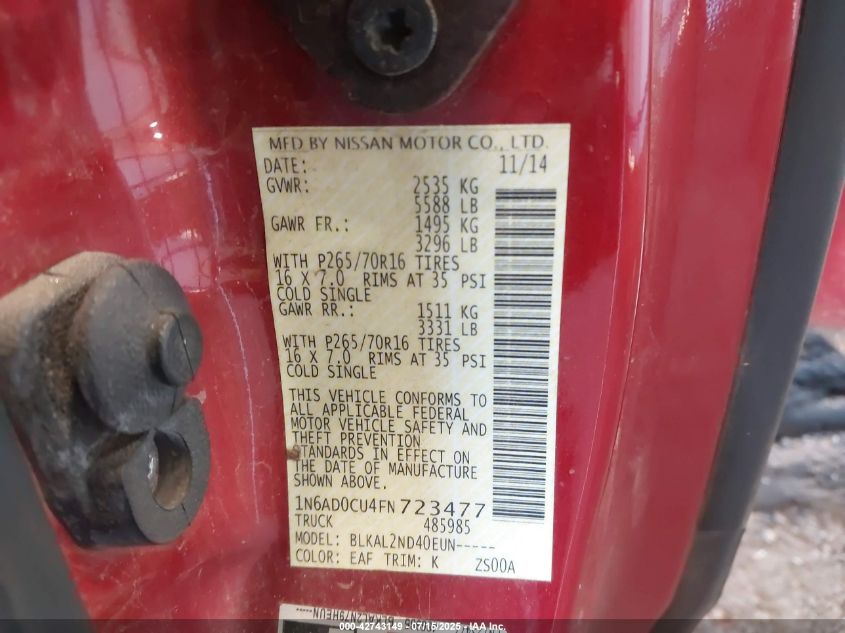 MFD BY NISSAN MOTOR CO., LTD.
DATE: 11/14
GVWR: 2535 KG
5588 LB
GAWR FR.: 1495 KG
3296 LB
WITH P265/70R16 TIRES
16 X 7.0 RIMS AT 35 PSI
COLD SINGLE
GAWR RR.: 1511 KG
3331 LB
WITH P265/70R16 TIRES
16 X 7.0 RIMS AT 35 PSI
COLD SINGLE
THIS VEHICLE CONFORMS TO
ALL APPLICABLE FEDERAL
MOTOR VEHICLE SAFETY AND
THEFT PREVENTION
STANDARDS IN EFFECT ON
THE DATE OF MANUFACTURE
SHOWN ABOVE.
1N6AD0CU4FN723477
TRUCK 485985
MODEL: BLKAL2ND40EUN-----
COLOR: EAF TRIM: K ZS00A
000-42743149 - 07/15/2025 - IAA Inc.